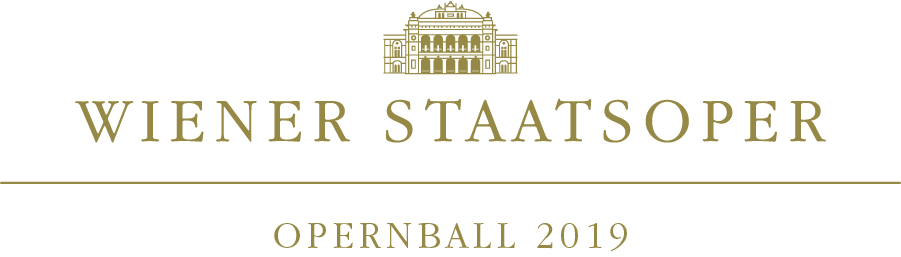 WIENER STAATSOPER
OPERNBALL 2019